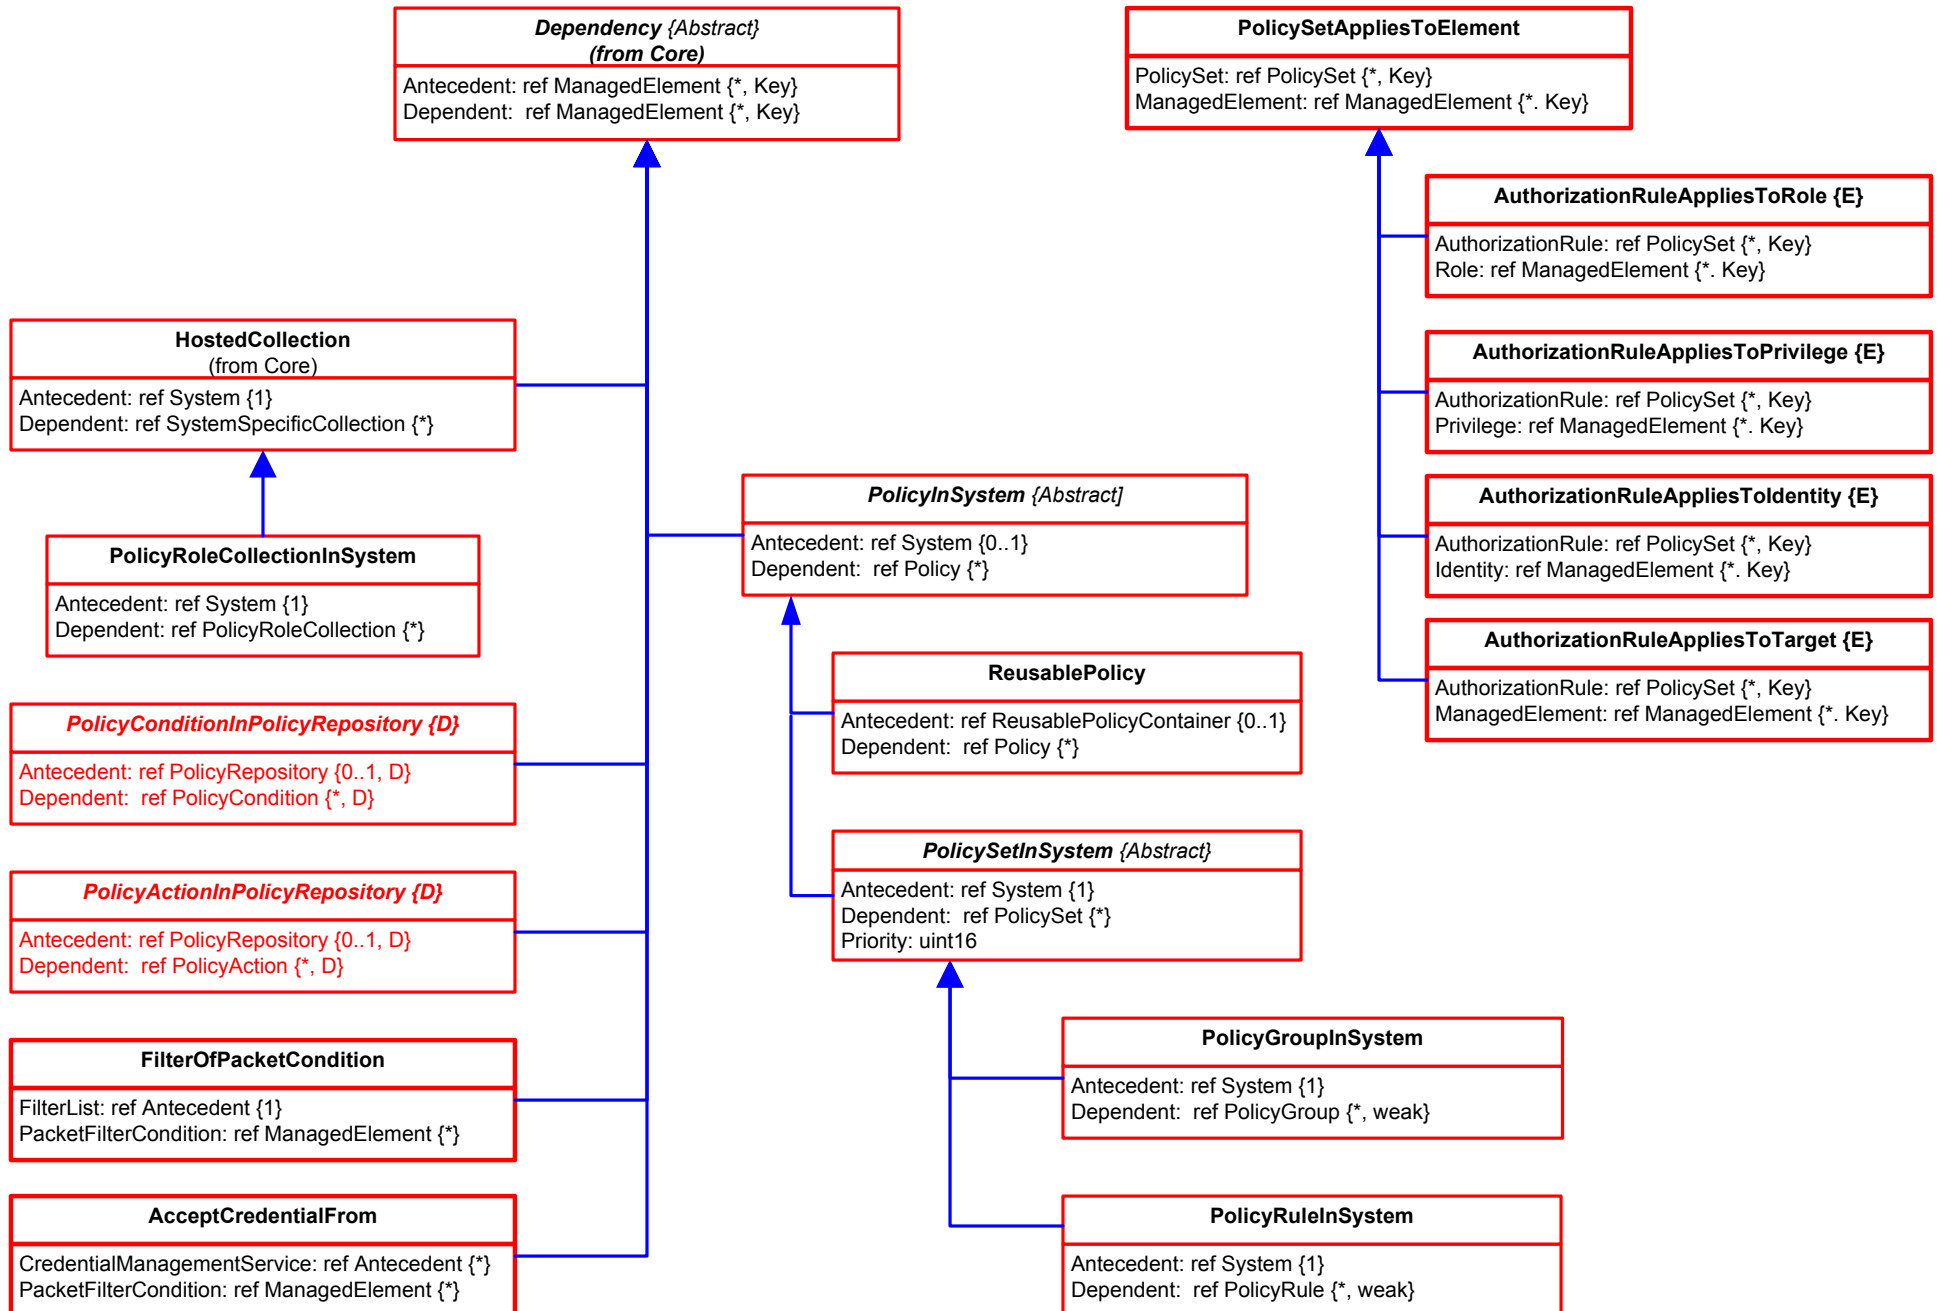 Dependency {Abstract}
(from Core)
Antecedent: ref ManagedElement {*, Key}
Dependent:  ref ManagedElement {*, Key}
PolicySetAppliesToElement
PolicySet: ref PolicySet {*, Key}
ManagedElement: ref ManagedElement {*. Key}
AuthorizationRuleAppliesToRole {E}
AuthorizationRule: ref PolicySet {*, Key}
Role: ref ManagedElement {*. Key}
HostedCollection
(from Core)
Antecedent: ref System {1}
Dependent: ref SystemSpecificCollection {*}
AuthorizationRuleAppliesToPrivilege {E}
AuthorizationRule: ref PolicySet {*, Key}
Privilege: ref ManagedElement {*. Key}
PolicyInSystem {Abstract]
Antecedent: ref System {0..1}
Dependent:  ref Policy {*}
AuthorizationRuleAppliesToIdentity {E}
AuthorizationRule: ref PolicySet {*, Key}
Identity: ref ManagedElement {*. Key}
PolicyRoleCollectionInSystem
Antecedent: ref System {1}
Dependent: ref PolicyRoleCollection {*}
AuthorizationRuleAppliesToTarget {E}
AuthorizationRule: ref PolicySet {*, Key}
ManagedElement: ref ManagedElement {*. Key}
ReusablePolicy
Antecedent: ref ReusablePolicyContainer {0..1}
Dependent:  ref Policy {*}
PolicyConditionInPolicyRepository {D}
Antecedent: ref PolicyRepository {0..1, D}
Dependent:  ref PolicyCondition {*, D}
PolicySetInSystem {Abstract}
Antecedent: ref System {1}
Dependent:  ref PolicySet {*}
Priority: uint16
PolicyActionInPolicyRepository {D}
Antecedent: ref PolicyRepository {0..1, D}
Dependent:  ref PolicyAction {*, D}
PolicyGroupInSystem
Antecedent: ref System {1}
Dependent:  ref PolicyGroup {*, weak}
FilterOfPacketCondition
FilterList: ref Antecedent {1}
PacketFilterCondition: ref ManagedElement {*}
AcceptCredentialFrom
CredentialManagementService: ref Antecedent {*}
PacketFilterCondition: ref ManagedElement {*}
PolicyRuleInSystem
Antecedent: ref System {1}
Dependent:  ref PolicyRule {*, weak}